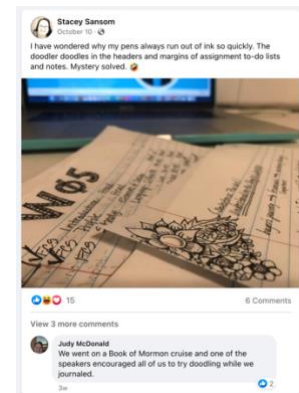 Stacey Sansom
October 10 ·
I have wondered why my pens always run out of ink so quickly. The
doodler doodles in the headers and margins of assignment to-do lists
and notes. Mystery solved. 🤣
W05
15
6 Comments
View 3 more comments
Judy McDonald
We went on a Book of Mormon cruise and one of the
speakers encouraged all of us to try doodling while we
journaled.
3w
2